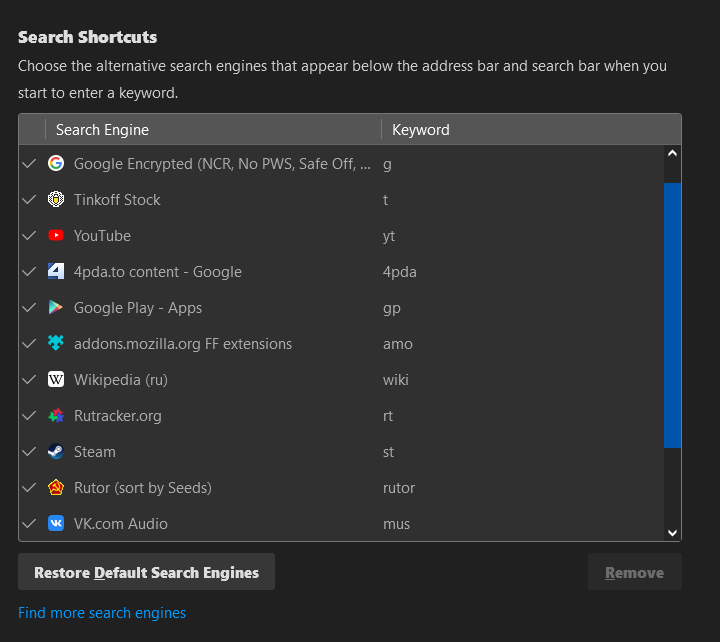 Search Shortcuts
Choose the alternative search engines that appear below the address bar and search bar when you
start to enter a keyword.
Search Engine Keyword
Google Encrypted (NCR, No PWS, Safe Off, ... g
Tinkoff Stock t
YouTube yt
4pda.to content - Google 4pda
Google Play - Apps gp
addons.mozilla.org FF extensions amo
Wikipedia (ru) wiki
Rutracker.org rt
Steam st
Rutor (sort by Seeds) rutor
VK.com Audio mus
Restore Default Search Engines Remove
Find more search engines